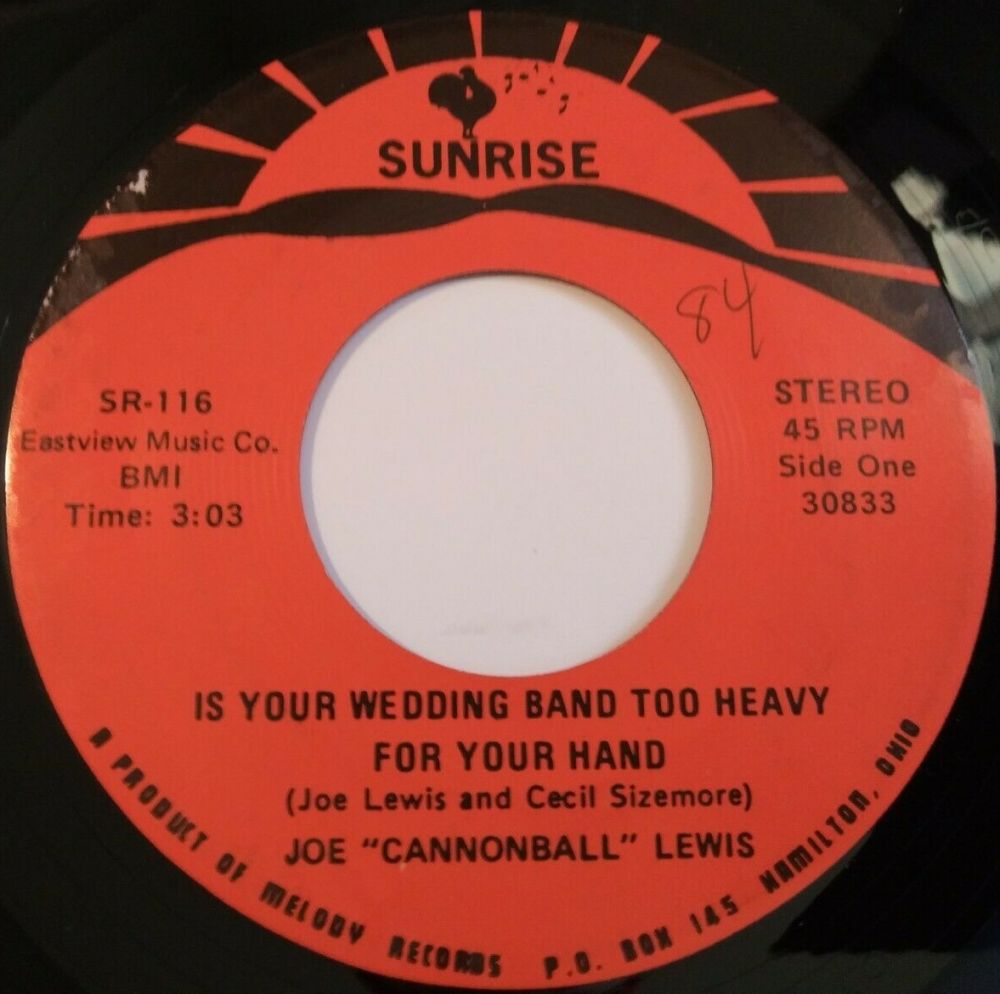 SUNRISE
84
SR-116
Eastview Music Co.
BMI
Time: 3:03
STEREO
45 RPM
Side One
30833
IS YOUR WEDDING BAND TOO HEAVY
FOR YOUR HAND
(Joe Lewis and Cecil Sizemore)
JOE "CANNONBALL" LEWIS
A PRODUCT OF MELODY RECORDS P.O. BOX 145 HAMILTON, OHIO